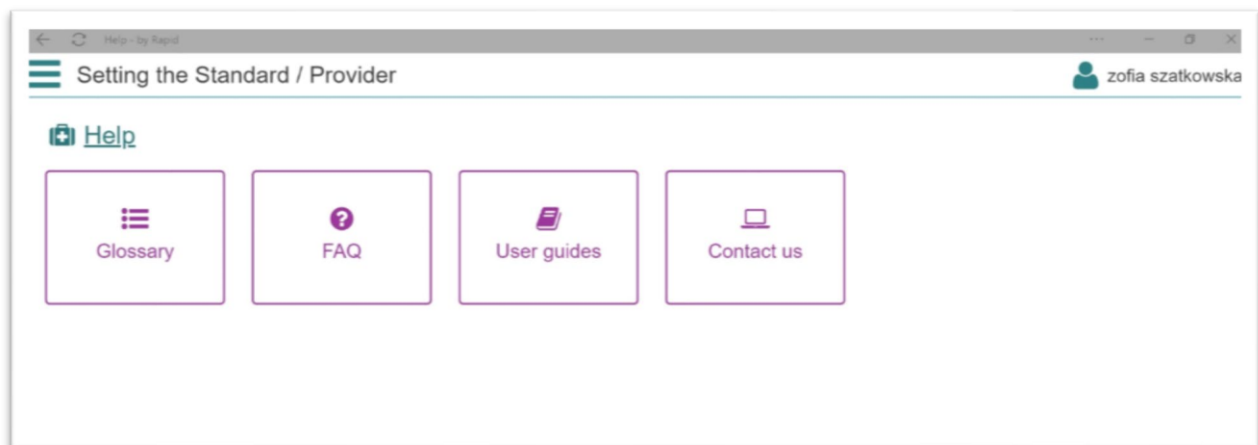 Help - by Rapid
Setting the Standard / Provider
zofia szatkowska
Help
Glossary
FAQ
User guides
Contact us